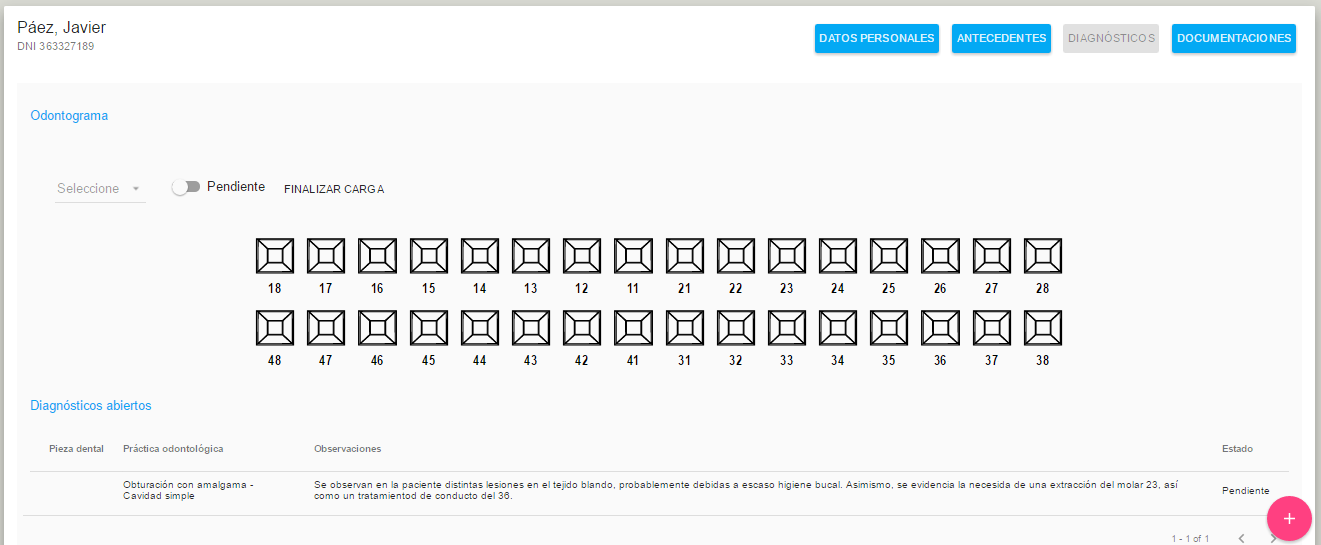 Páez, Javier
DNI 363327189
DATOS PERSONALES ANTECEDENTES DIAGNÓSTICOS DOCUMENTACIONES
Odontograma
Seleccione Pendiente FINALIZAR CARGA
18 17 16 15 14 13 12 11 21 22 23 24 25 26 27 28
48 47 46 45 44 43 42 41 31 32 33 34 35 36 37 38
Diagnósticos abiertos
Pieza dental Práctica odontológica Observaciones Estado
Obturación con amalgama -
Cavidad simple
Se observan en la paciente distintas lesiones en el tejido blando, probablemente debidas a escaso higiene bucal. Asimismo, se evidencia la necesida de una extracción del molar 23, así
como un tratamientod de conducto del 36.
Pendiente
1 - 1 of 1